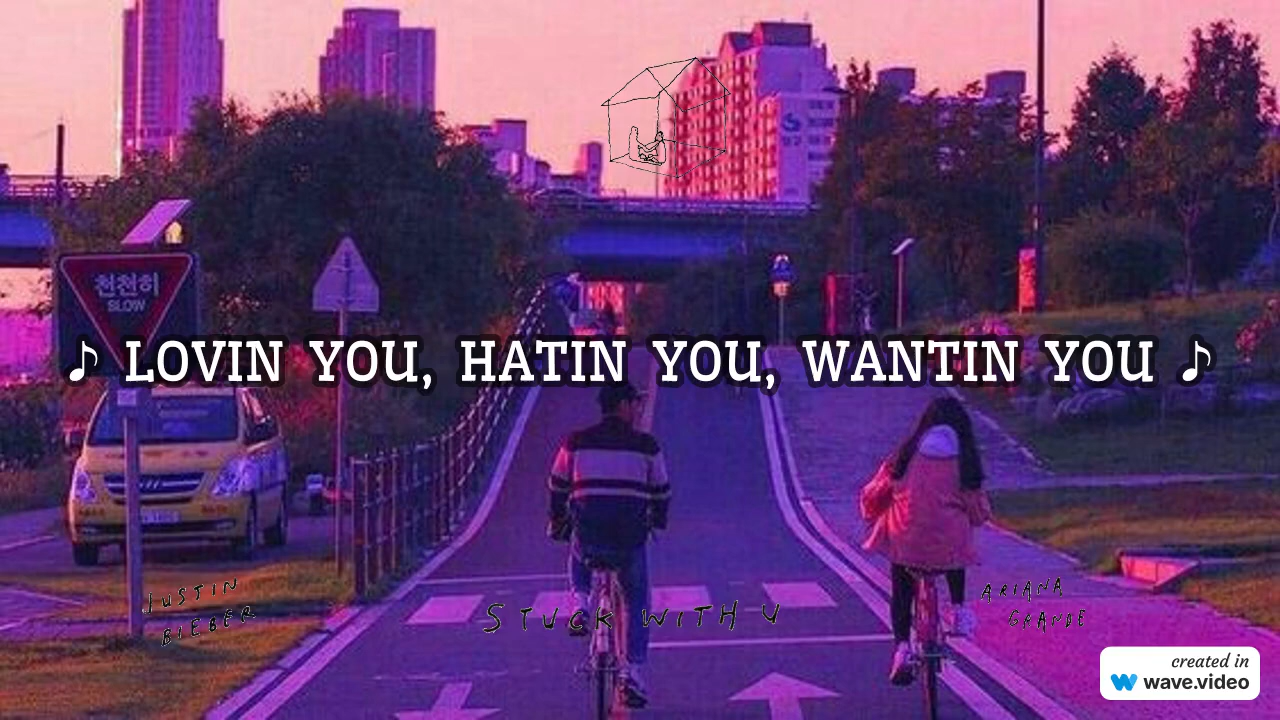 천천히
SLOW
♪ LOVIN YOU, HATIN YOU, WANTIN YOU ♪
JUSTIN
BIEBER
STUCK WITH U
ARIANA
GRANDE
created in
wave.video